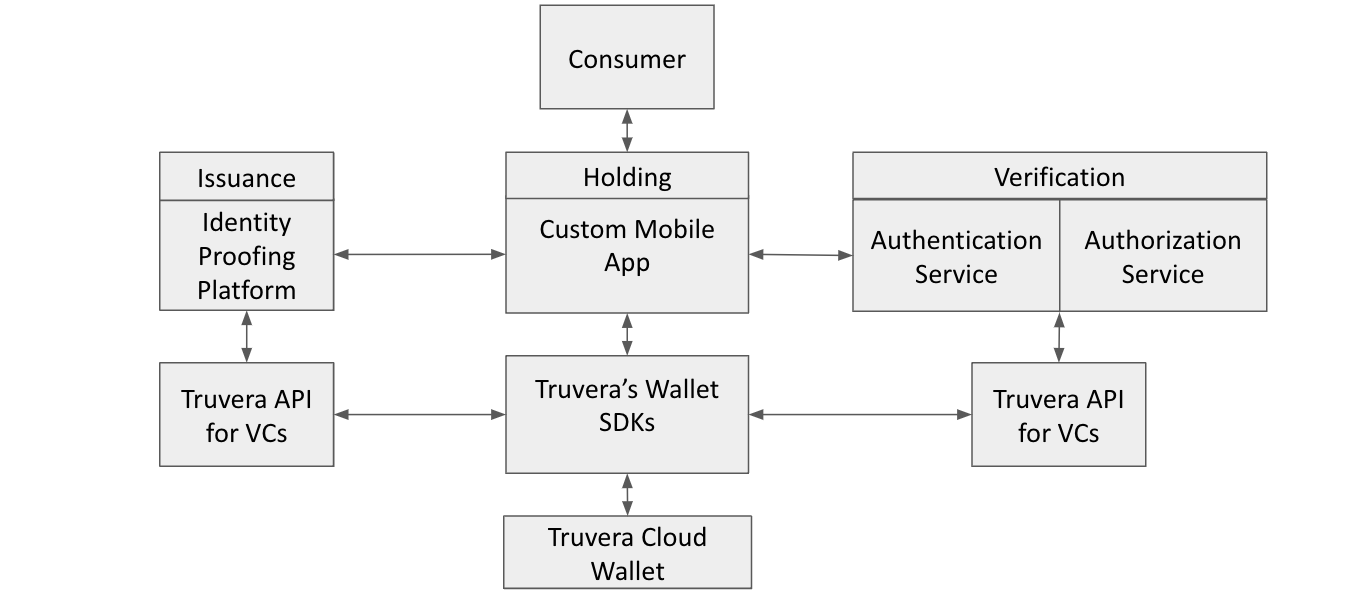 Consumer
Issuance
Identity
Proofing
Platform
Holding
Custom Mobile
App
Verification
Authentication
Service
Authorization
Service
Truvera API
for VCs
Truvera’s Wallet
SDKs
Truvera API
for VCs
Truvera Cloud
Wallet